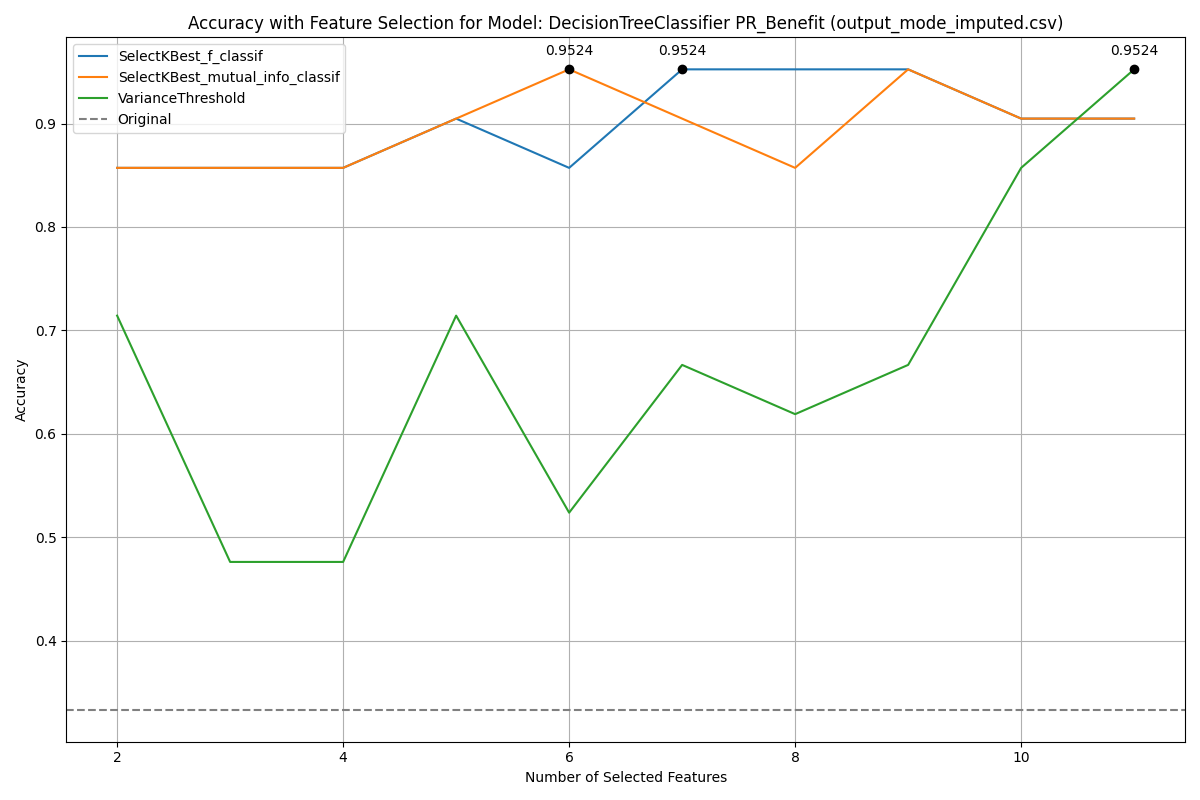 Accuracy with Feature Selection for Model: DecisionTreeClassifier PR_Benefit (output_mode_imputed.csv)
SelectKBest_f_classif
SelectKBest_mutual_info_classif
VarianceThreshold
Original
0.9524
0.9524
0.9524
0.9
0.8
0.7
0.6
0.5
0.4
Accuracy
2
4
6
8
10
Number of Selected Features